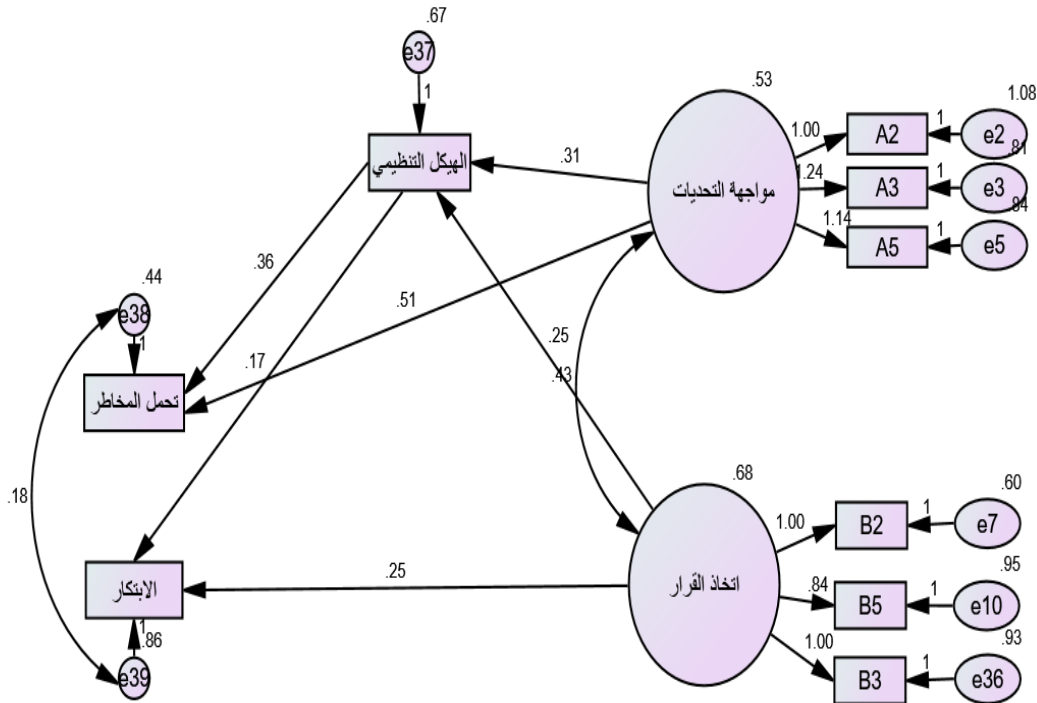 .67
e37
1
الهيكل التنظيمي
.53
مواجهة التحديات
1.08
1.00
A2
1
e2
.81
1.24
A3
1
e3
.84
1.14
A5
1
e5
.31
.36
.51
.25
.43
.17
.44
e38
1
تحمل المخاطر
.18
.68
اتخاذ القرار
.60
1.00
B2
1
e7
.95
.84
B5
1
e10
.93
1.00
B3
1
e36
.25
الابتكار
1
.86
e39